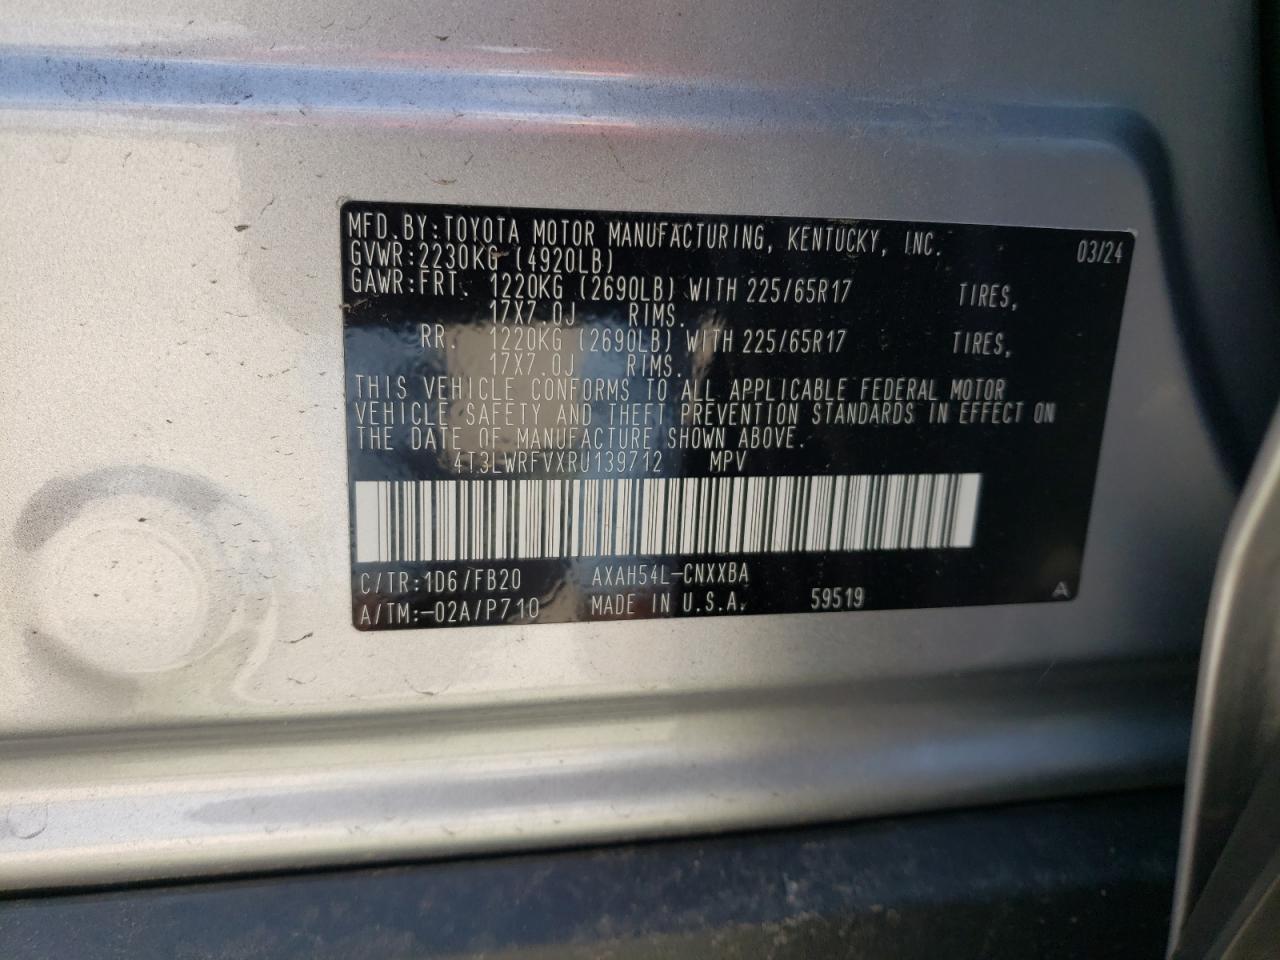 MFD.BY:TOYOTA MOTOR MANUFACTURING, KENTUCKY, INC. 03/24
GVWR:2230KG (4920LB)
GAWR:FRT. 1220KG (2690LB) WITH 225/65R17 TIRES,
17X7.0J RIMS.
RR. 1220KG (2690LB) WITH 225/65R17 TIRES,
17X7.0J RIMS.
THIS VEHICLE CONFORMS TO ALL APPLICABLE FEDERAL MOTOR
VEHICLE SAFETY AND THEFT PREVENTION STANDARDS IN EFFECT ON
THE DATE OF MANUFACTURE SHOWN ABOVE.
4T3LWRFVXRU139712 MPV
C/TR:1D6/FB20 AXAH54L-CNXXBA
A/TM:-02A/P710 MADE IN U.S.A. 59519 A